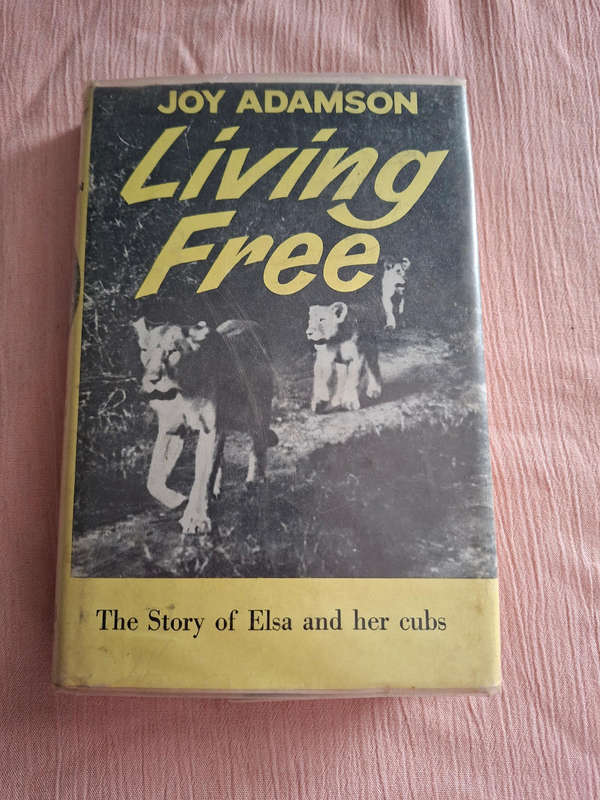 JOY ADAMSON
Living
Free
The Story of Elsa and her cubs